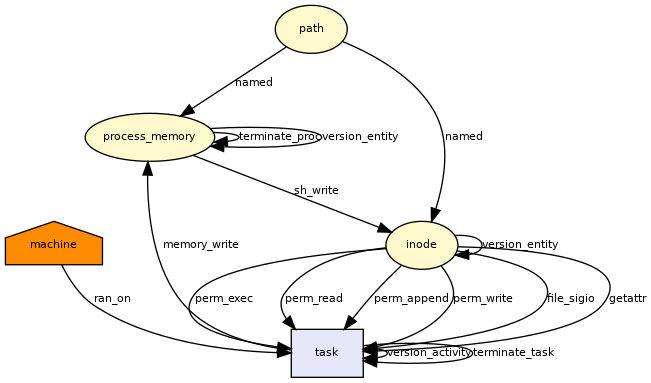 path
named
process_memory
terminate_proc
version_entity
named
sh_write
machine
memory_write
inode
version_entity
ran_on
perm_exec
perm_read
perm_append
perm_write
file_sigio
getattr
task
version_activity
terminate_task